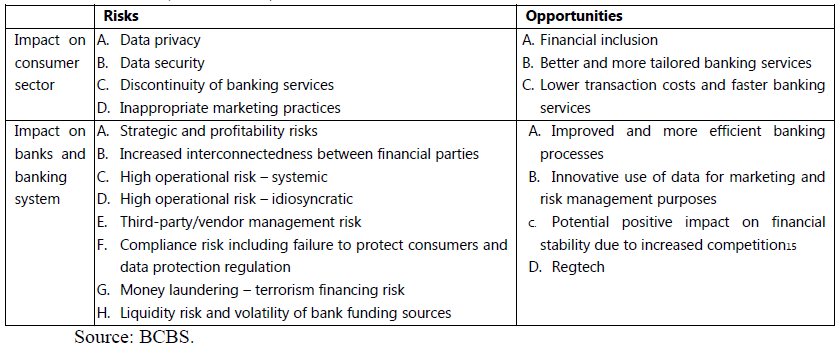 Risks
Opportunities
Impact on
consumer
sector
A. Data privacy
B. Data security
C. Discontinuity of banking services
D. Inappropriate marketing practices
A. Financial inclusion
B. Better and more tailored banking services
C. Lower transaction costs and faster banking
services
Impact on
banks and
banking
system
A. Strategic and profitability risks
B. Increased interconnectedness between financial parties
C. High operational risk – systemic
D. High operational risk – idiosyncratic
E. Third-party/vendor management risk
F. Compliance risk including failure to protect consumers and
data protection regulation
G. Money laundering – terrorism financing risk
H. Liquidity risk and volatility of bank funding sources
A. Improved and more efficient banking
processes
B. Innovative use of data for marketing and
risk management purposes
c. Potential positive impact on financial
stability due to increased competition15
D. Regtech
Source: BCBS.